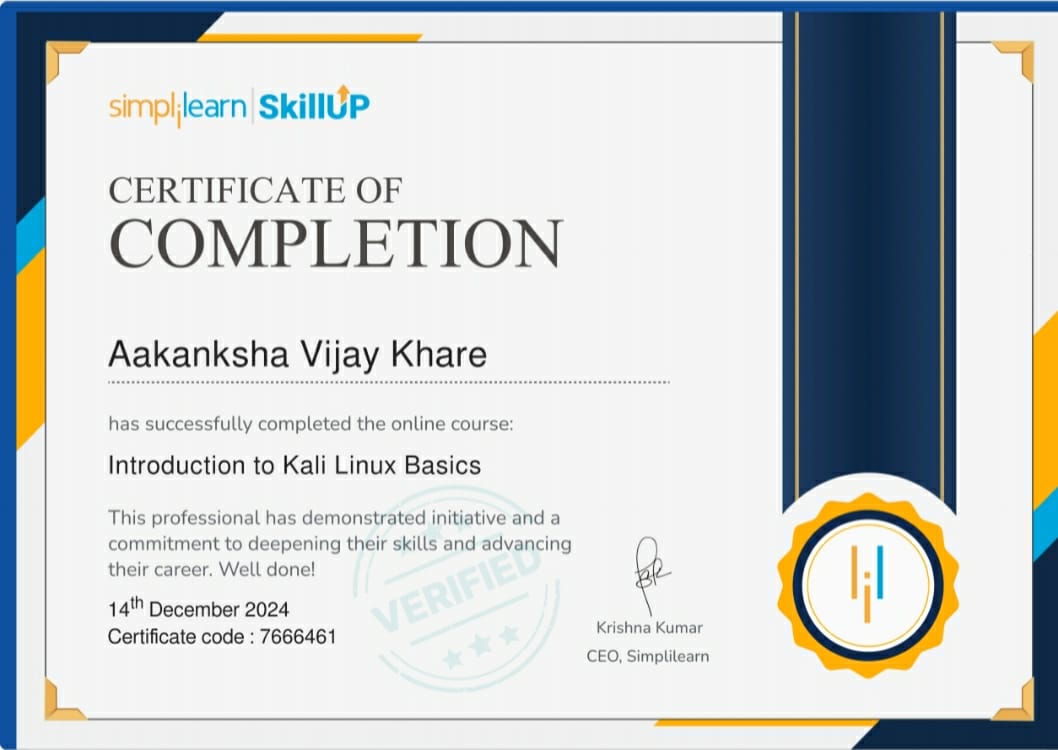 simplilearn | SkillUP
CERTIFICATE OF
COMPLETION
Aakanksha Vijay Khare
has successfully completed the online course:
Introduction to Kali Linux Basics
This professional has demonstrated initiative and a
commitment to deepening their skills and advancing
their career. Well done!
14th December 2024
Certificate code : 7666461
VERIFIED
Krishna Kumar
CEO, Simplilearn